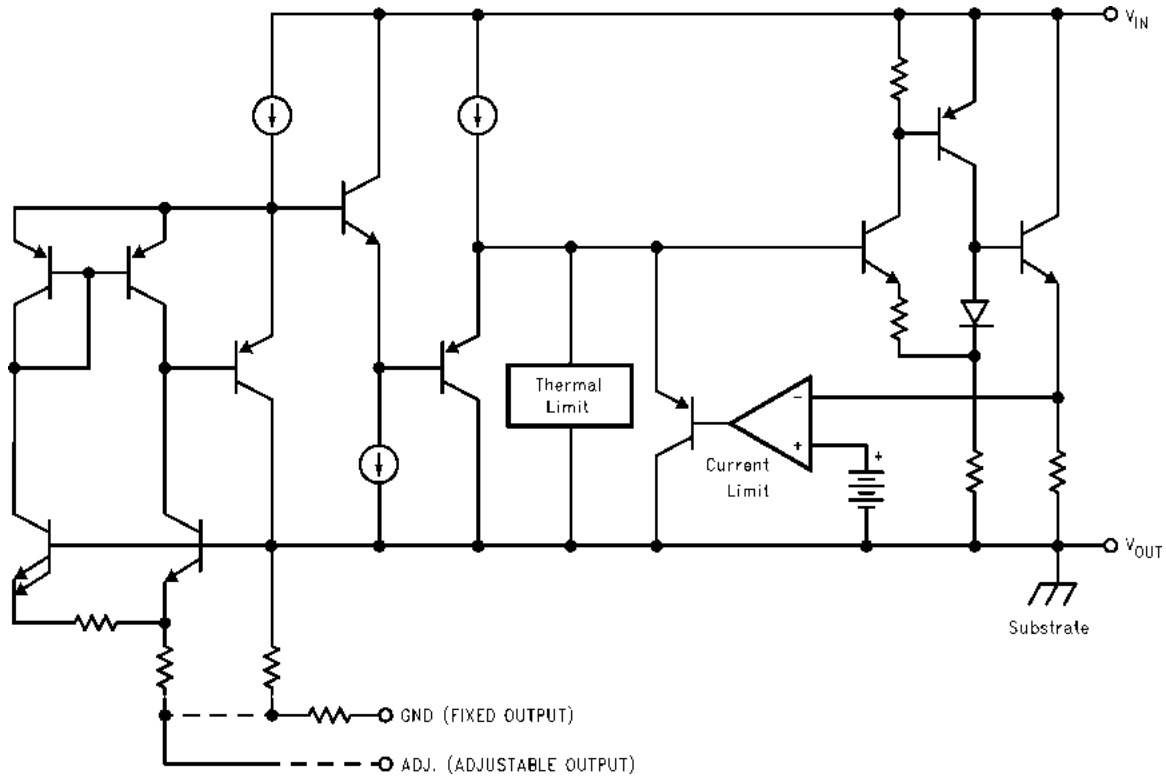 V_IN
Thermal
Limit
−
+
+
Current
Limit
V_OUT
Substrate
GND (FIXED OUTPUT)
ADJ. (ADJUSTABLE OUTPUT)